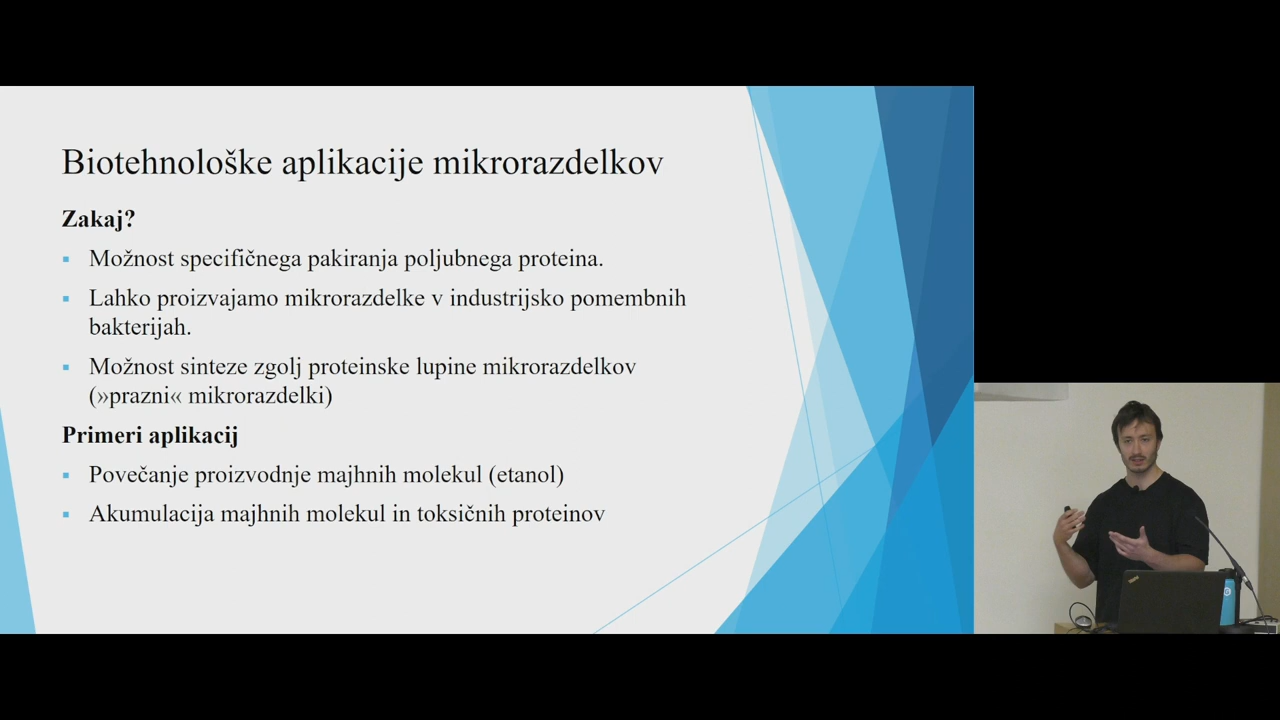 Biotehnološke aplikacije mikrorazdelkov
Zakaj?
Možnost specifičnega pakiranja poljubnega proteina.
Lahko proizvajamo mikrorazdelke v industrijsko pomembnih
bakterijah.
Možnost sinteze zgolj proteinske lupine mikrorazdelkov
(»prazni« mikrorazdelki)
Primeri aplikacij
Povečanje proizvodnje majhnih molekul (etanol)
Akumulacija majhnih molekul in toksičnih proteinov